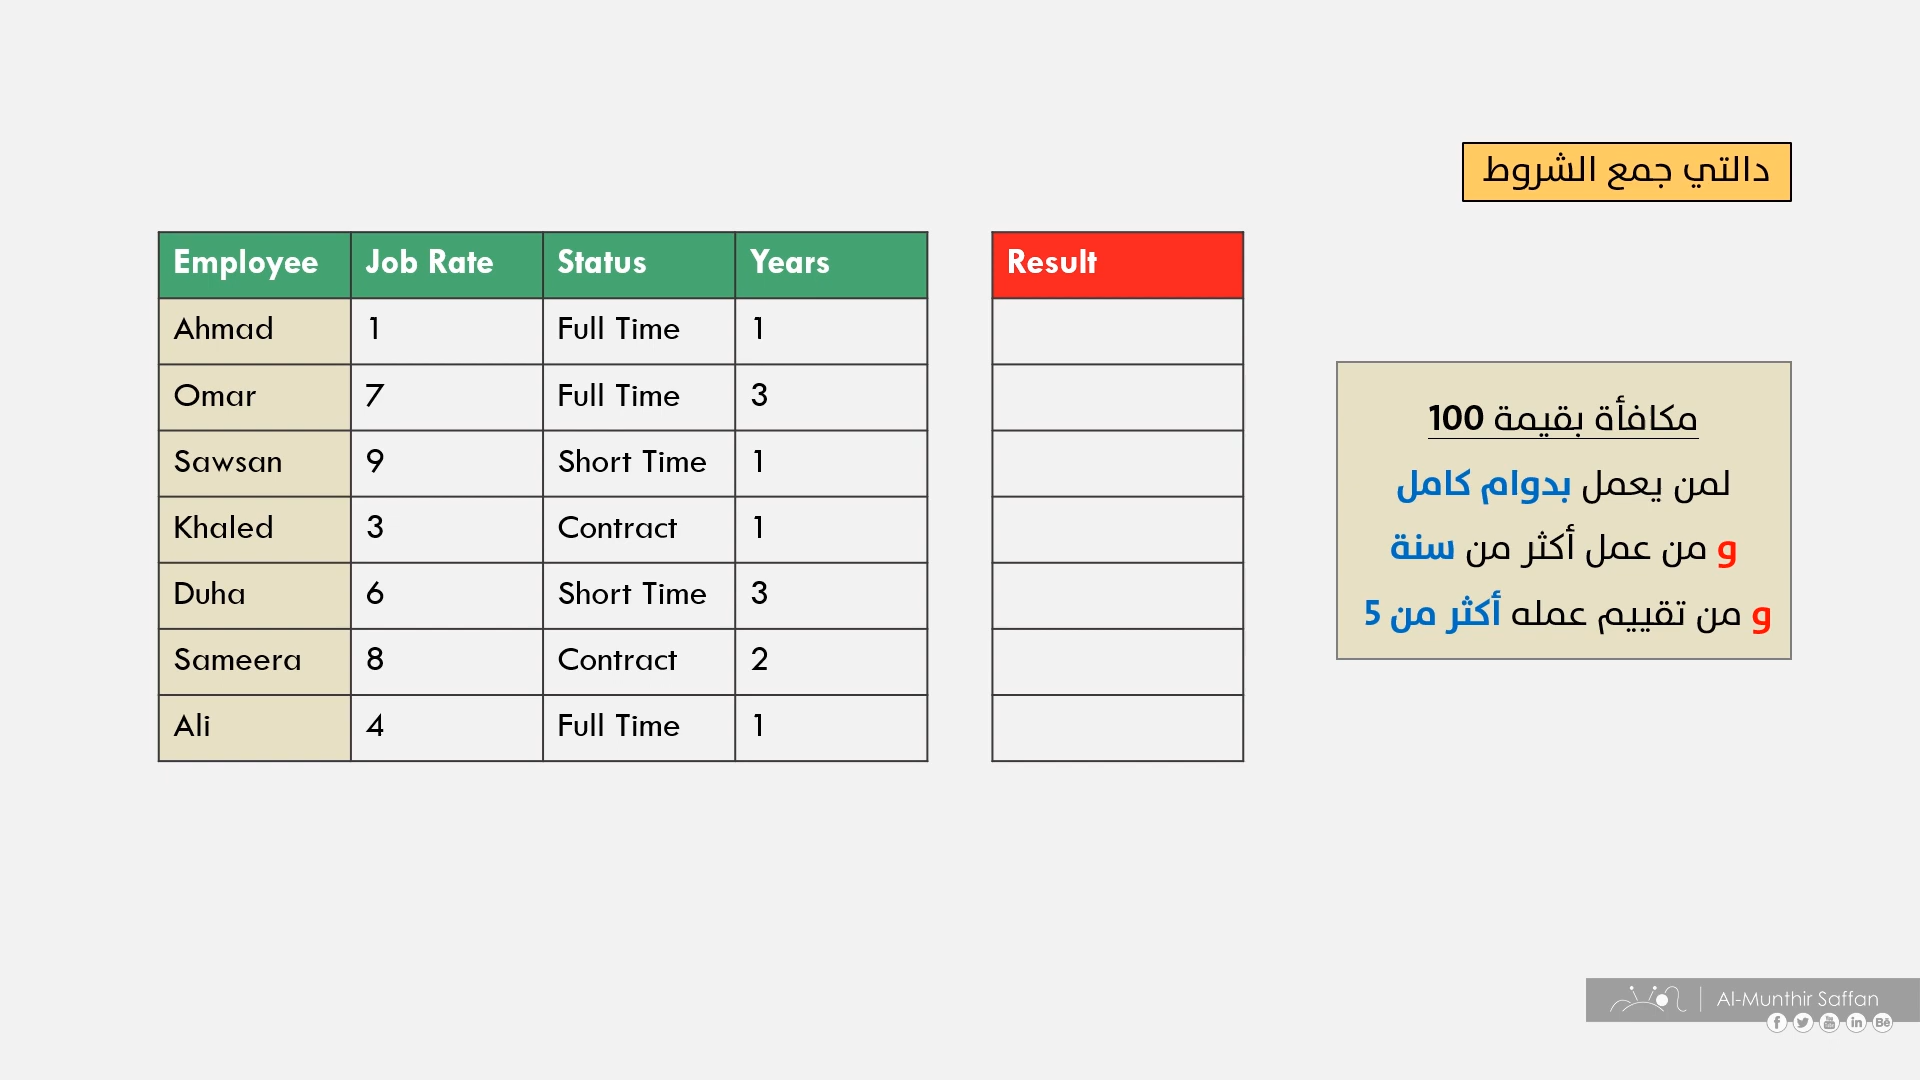 دالتي جمع الشروط
Employee Job Rate Status Years Result
Ahmad 1 Full Time 1
Omar 7 Full Time 3
Sawsan 9 Short Time 1
Khaled 3 Contract 1
Duha 6 Short Time 3
Sameera 8 Contract 2
Ali 4 Full Time 1
مكافأة بقيمة 100
لمن يعمل بدوام كامل
و من عمل أكثر من سنة
و من تقييم عمله أكثر من 5
Al-Munthir Saffan